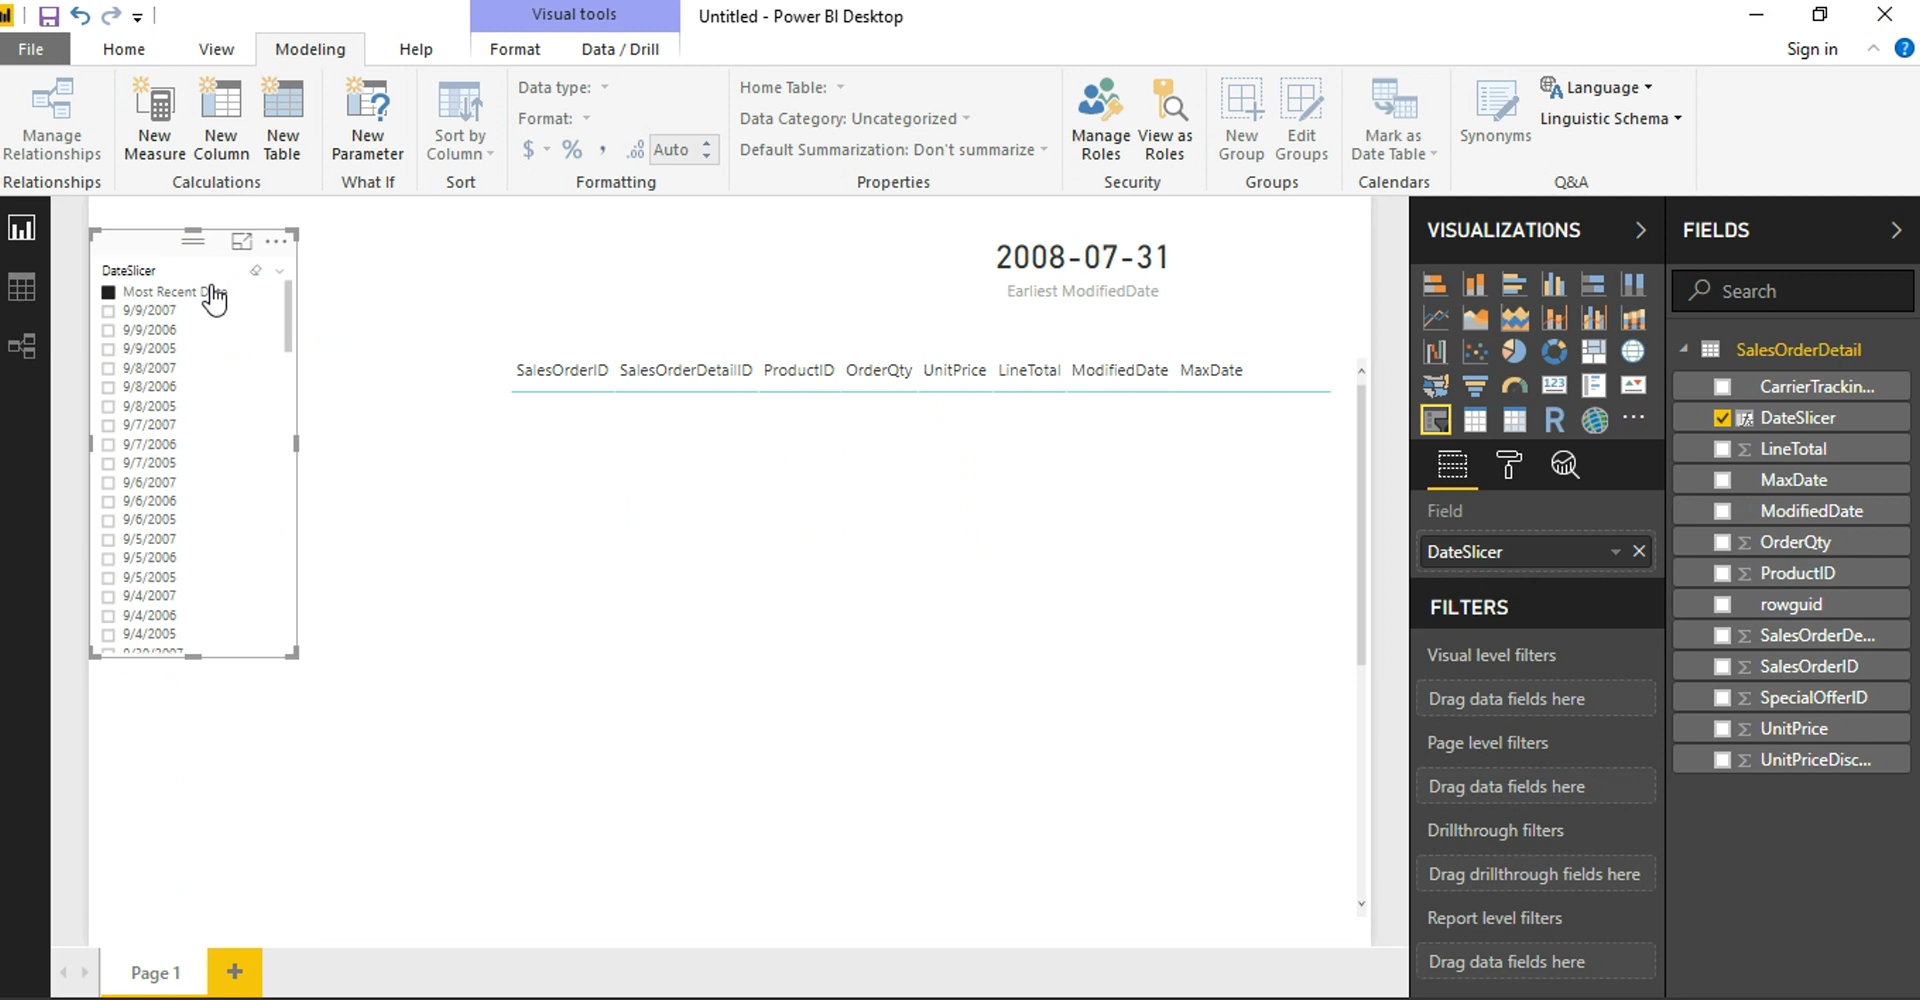 Visual tools
Untitled - Power BI Desktop
File
Home
View
Modeling
Help
Format
Data / Drill
Sign in
?
Manage
Relationships
New
Measure
New
Column
New
Table
New
Parameter
Sort by
Column
Data type:
Format:
$ % , .00
Auto
Home Table:
Data Category: Uncategorized
Default Summarization: Don't summarize
Manage
Roles
View as
Roles
New
Group
Edit
Groups
Mark as
Date Table
Synonyms
Language
Linguistic Schema
Relationships
Calculations
What If
Sort
Formatting
Properties
Security
Groups
Calendars
Q&A
DateSlicer
Most Recent Date
9/9/2007
9/9/2006
9/9/2005
9/8/2007
9/8/2006
9/8/2005
9/7/2007
9/7/2006
9/7/2005
9/6/2007
9/6/2006
9/6/2005
9/5/2007
9/5/2006
9/5/2005
9/4/2007
9/4/2006
9/4/2005
9/30/2007
2008-07-31
Earliest ModifiedDate
SalesOrderID SalesOrderDetailID ProductID OrderQty UnitPrice LineTotal ModifiedDate MaxDate
VISUALIZATIONS
123
R
Field
DateSlicer
FILTERS
Visual level filters
Drag data fields here
Page level filters
Drag data fields here
Drillthrough filters
Drag drillthrough fields here
Report level filters
Drag data fields here
FIELDS
Search
SalesOrderDetail
CarrierTrackin...
DateSlicer
Σ LineTotal
MaxDate
ModifiedDate
Σ OrderQty
Σ ProductID
rowguid
Σ SalesOrderDe...
Σ SalesOrderID
Σ SpecialOfferID
Σ UnitPrice
Σ UnitPriceDisc...
Page 1